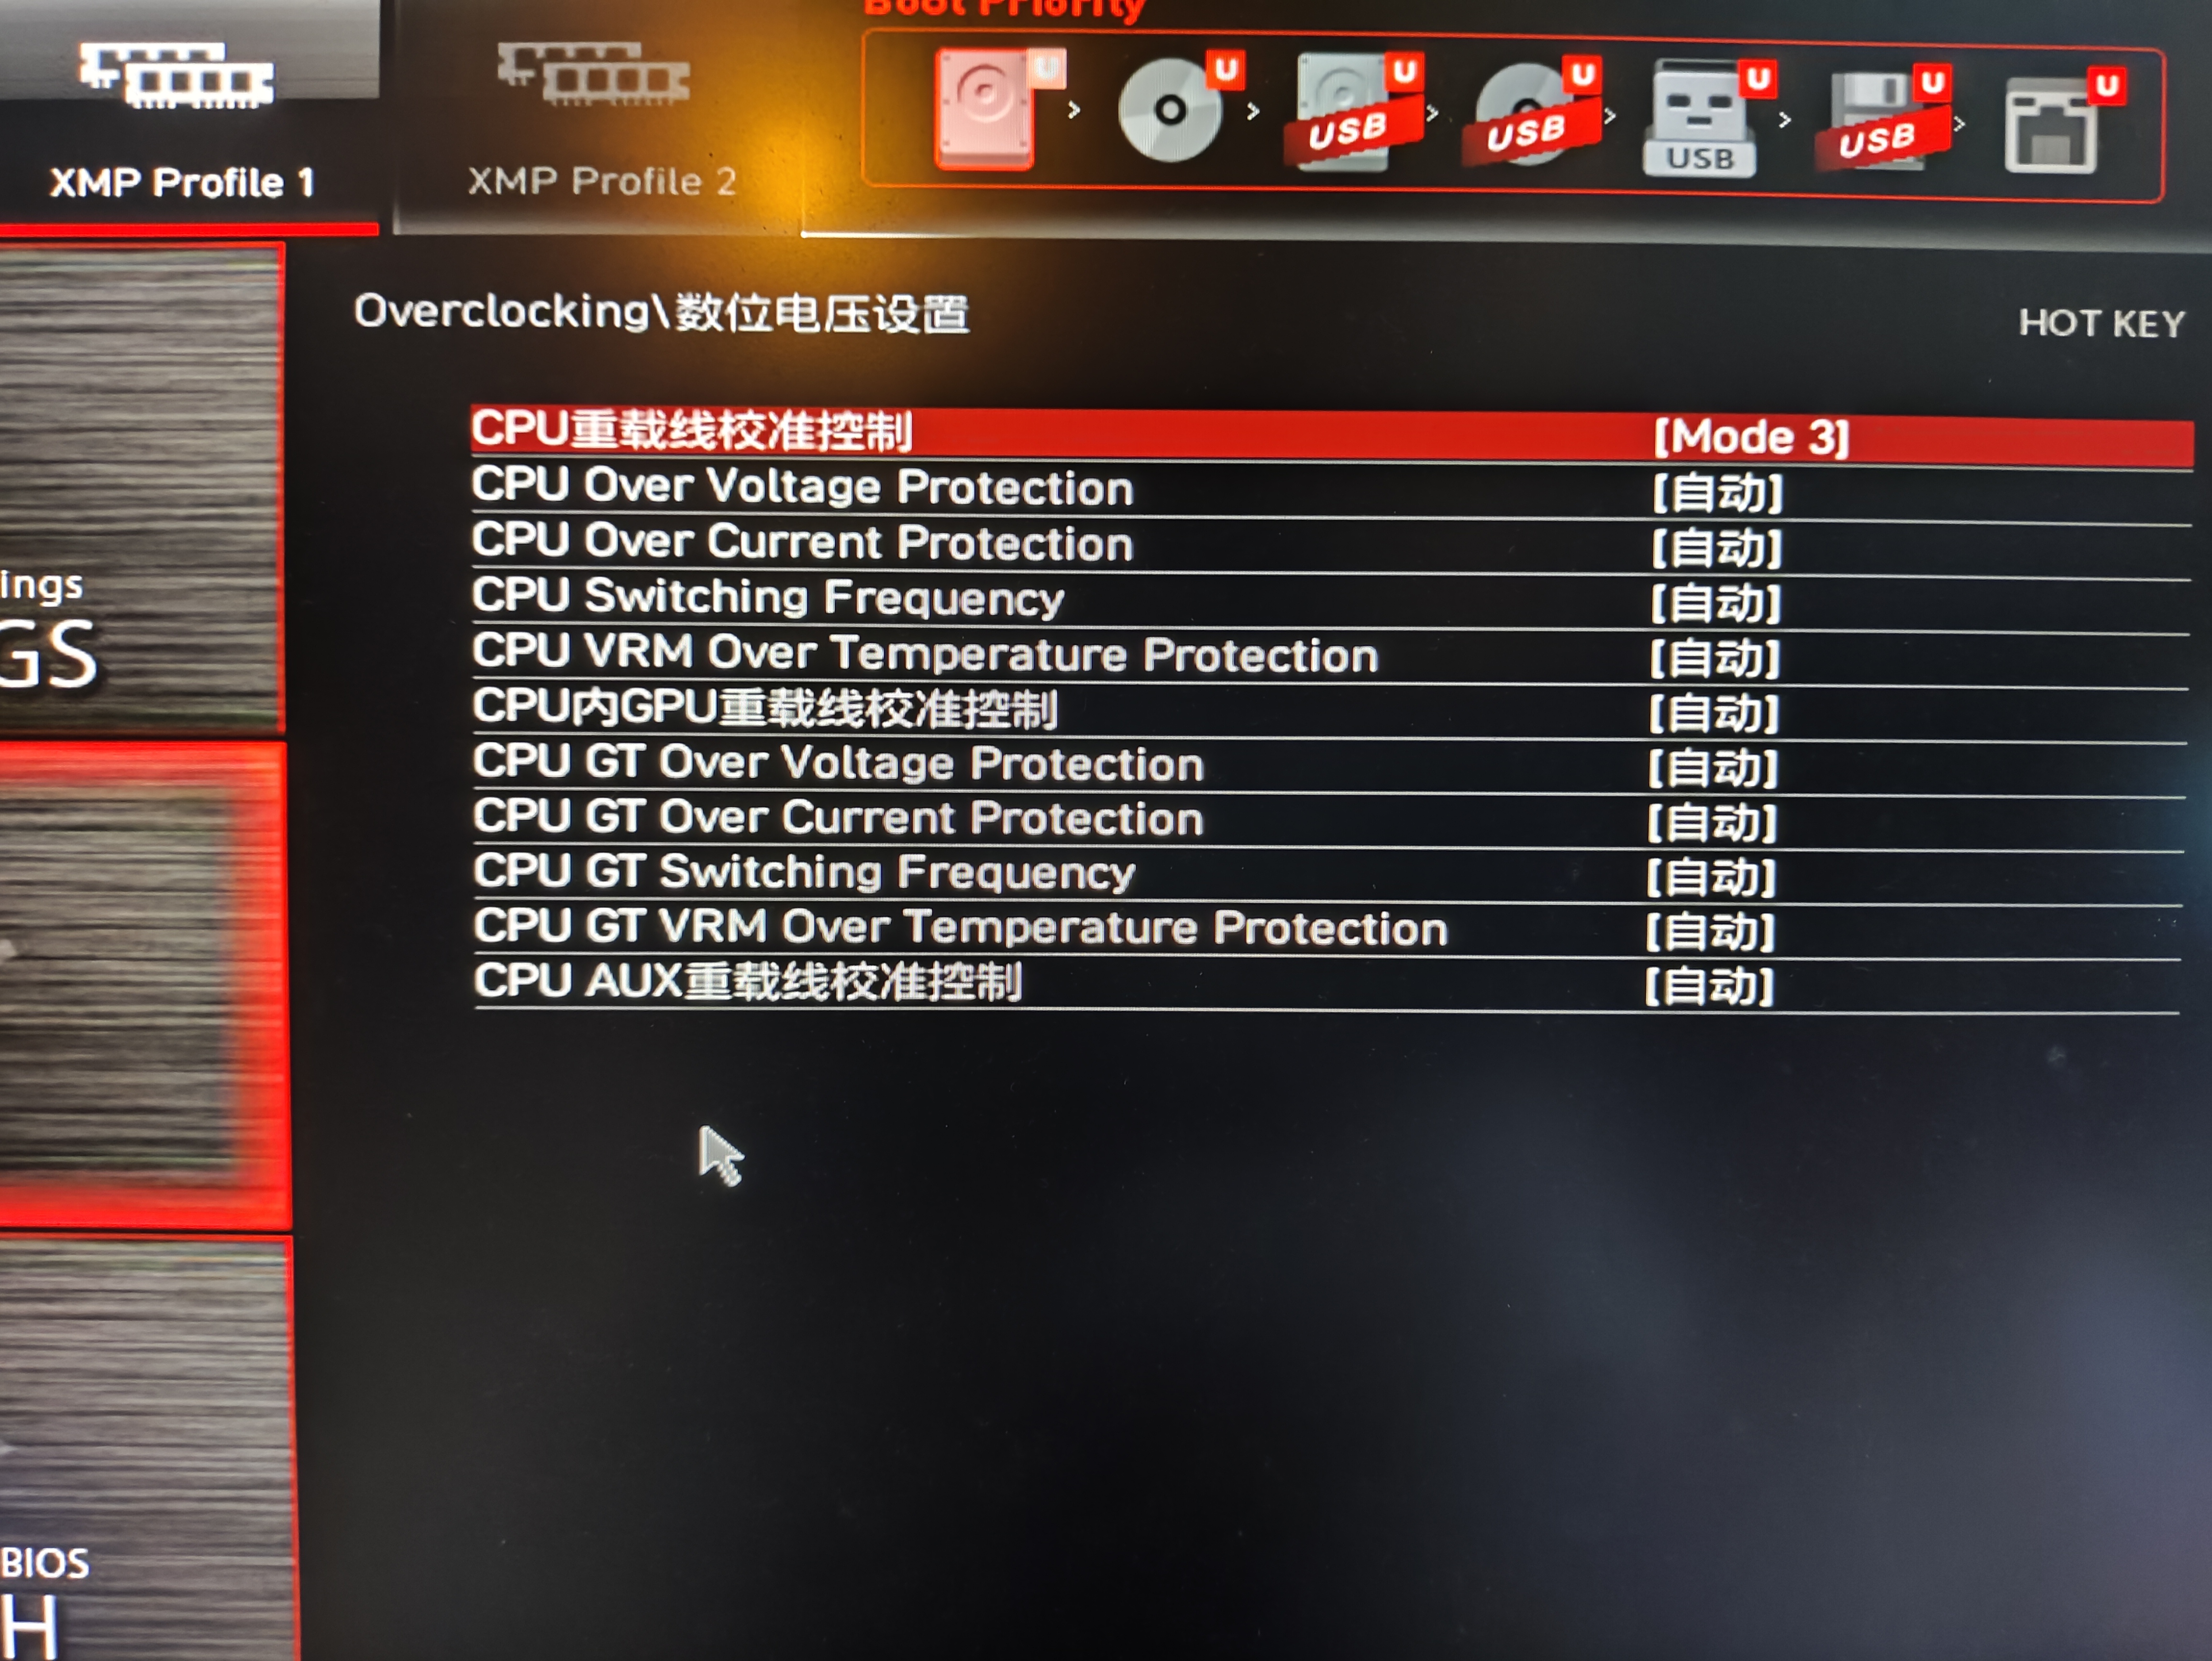 Boot Priority
U
U
U
U
U
U
U
USB
USB
USB
USB
XMP Profile 1
XMP Profile 2
Overclocking\数位电压设置
HOT KEY
CPU重载线校准控制 [Mode 3]
CPU Over Voltage Protection [自动]
CPU Over Current Protection [自动]
CPU Switching Frequency [自动]
CPU VRM Over Temperature Protection [自动]
CPU内GPU重载线校准控制 [自动]
CPU GT Over Voltage Protection [自动]
CPU GT Over Current Protection [自动]
CPU GT Switching Frequency [自动]
CPU GT VRM Over Temperature Protection [自动]
CPU AUX重载线校准控制 [自动]
ings
GS
BIOS
H